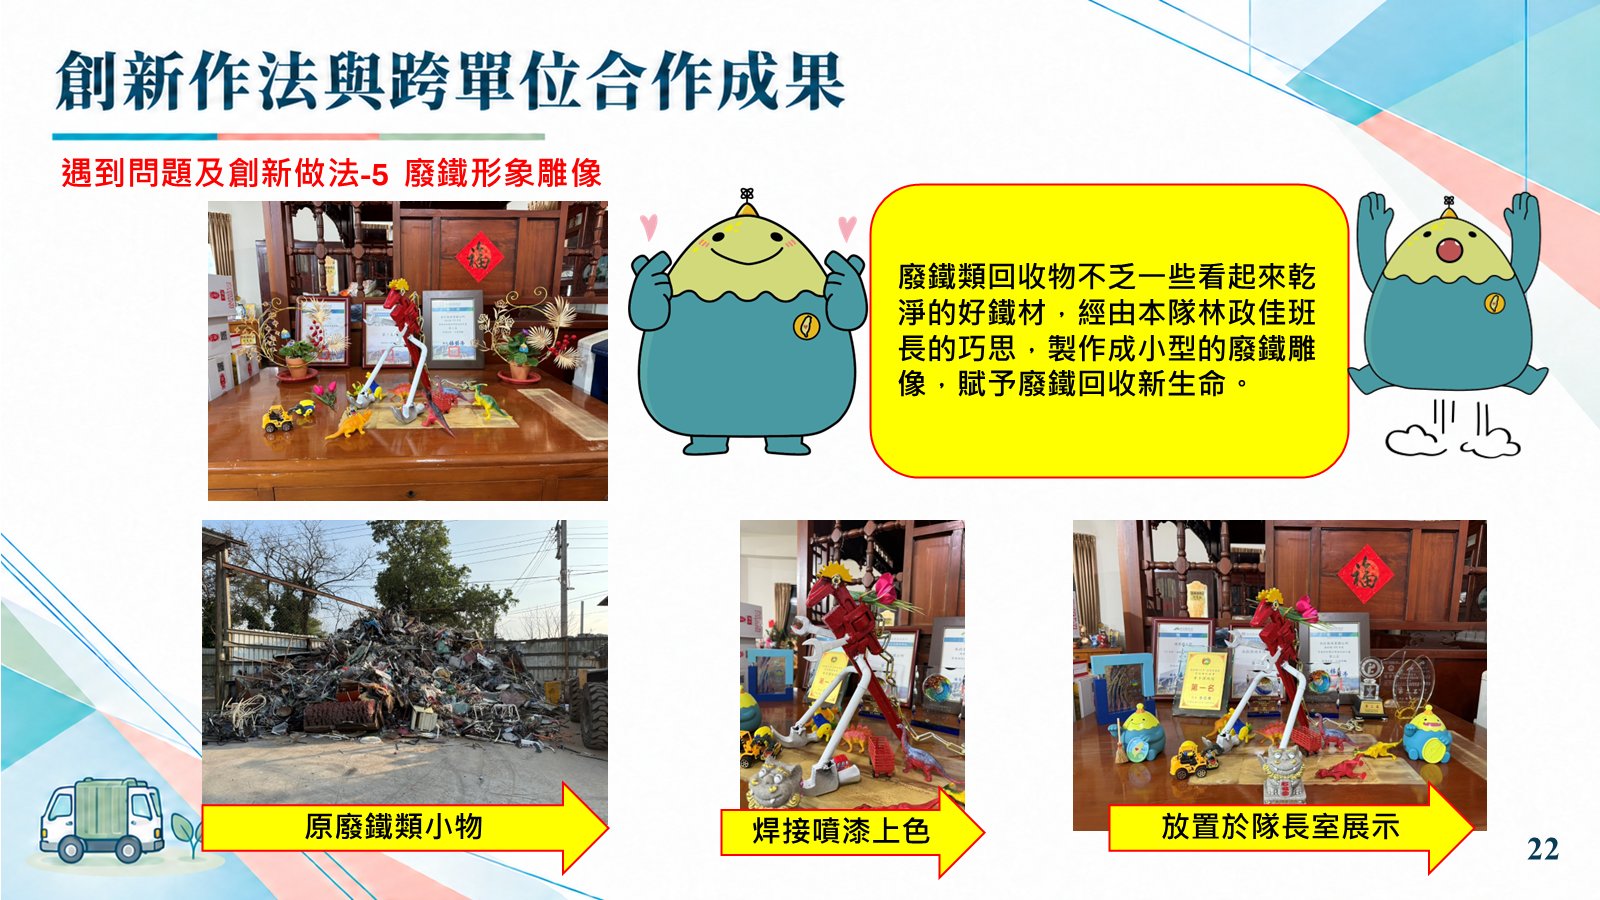 創新作法與跨單位合作成果
遇到問題及創新做法-5 廢鐵形象雕像
福
廢鐵類回收物不乏一些看起來乾
淨的好鐵材，經由本隊林政佳班
長的巧思，製作成小型的廢鐵雕
像，賦予廢鐵回收新生命。
福
第一名
原廢鐵類小物
焊接噴漆上色
放置於隊長室展示
22